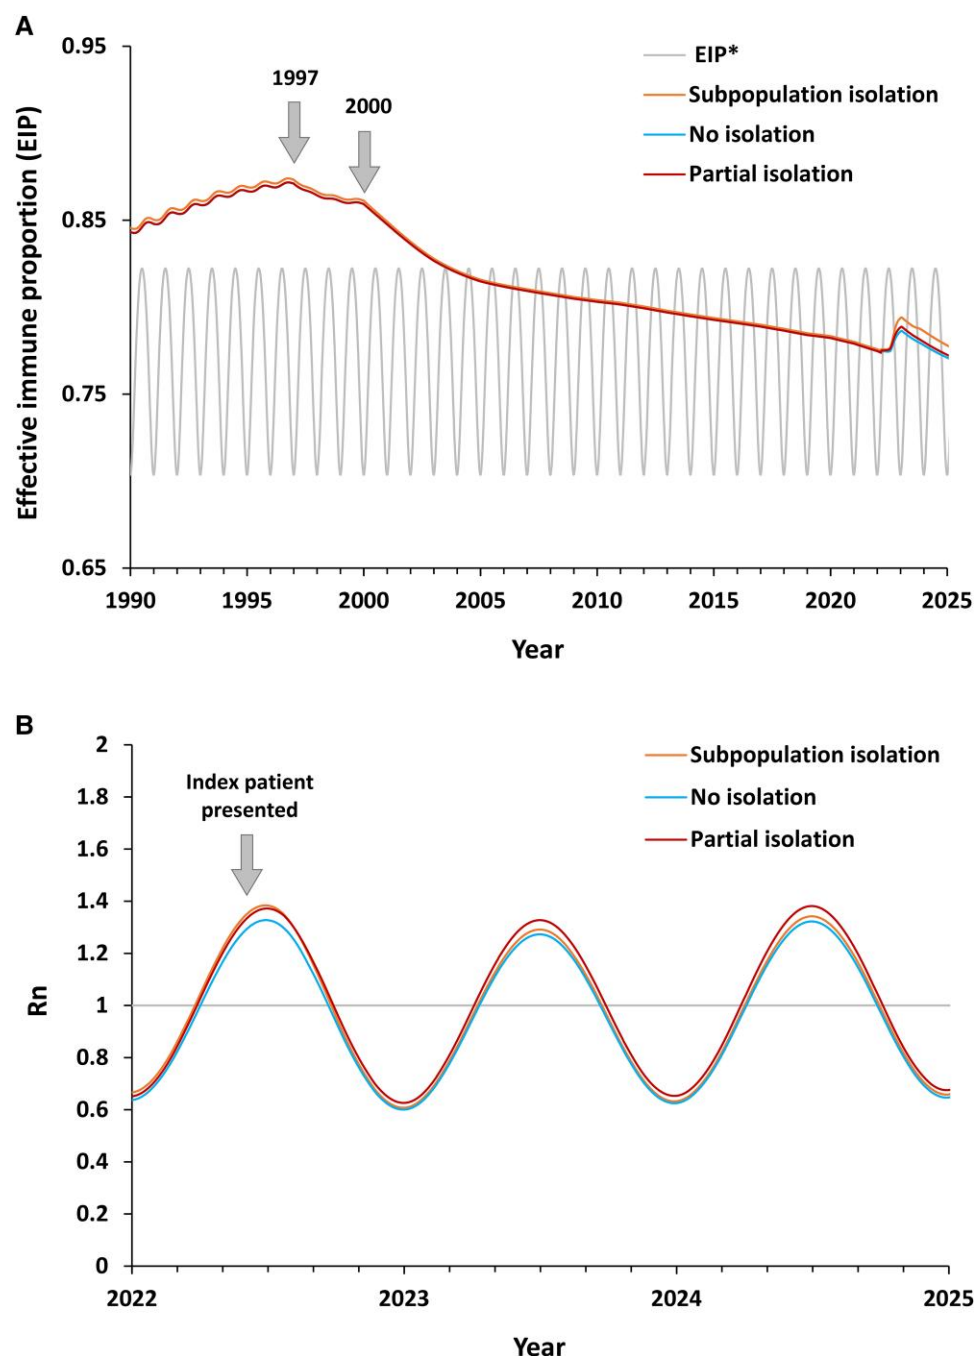 A
0.95
0.85
0.75
0.65
Effective immune proportion (EIP)
1997
2000
EIP*
Subpopulation isolation
No isolation
Partial isolation
1990 1995 2000 2005 2010 2015 2020 2025
Year
B
2
1.8
1.6
1.4
1.2
1
0.8
0.6
0.4
0.2
0
Rn
Index patient
presented
Subpopulation isolation
No isolation
Partial isolation
2022 2023 2024 2025
Year